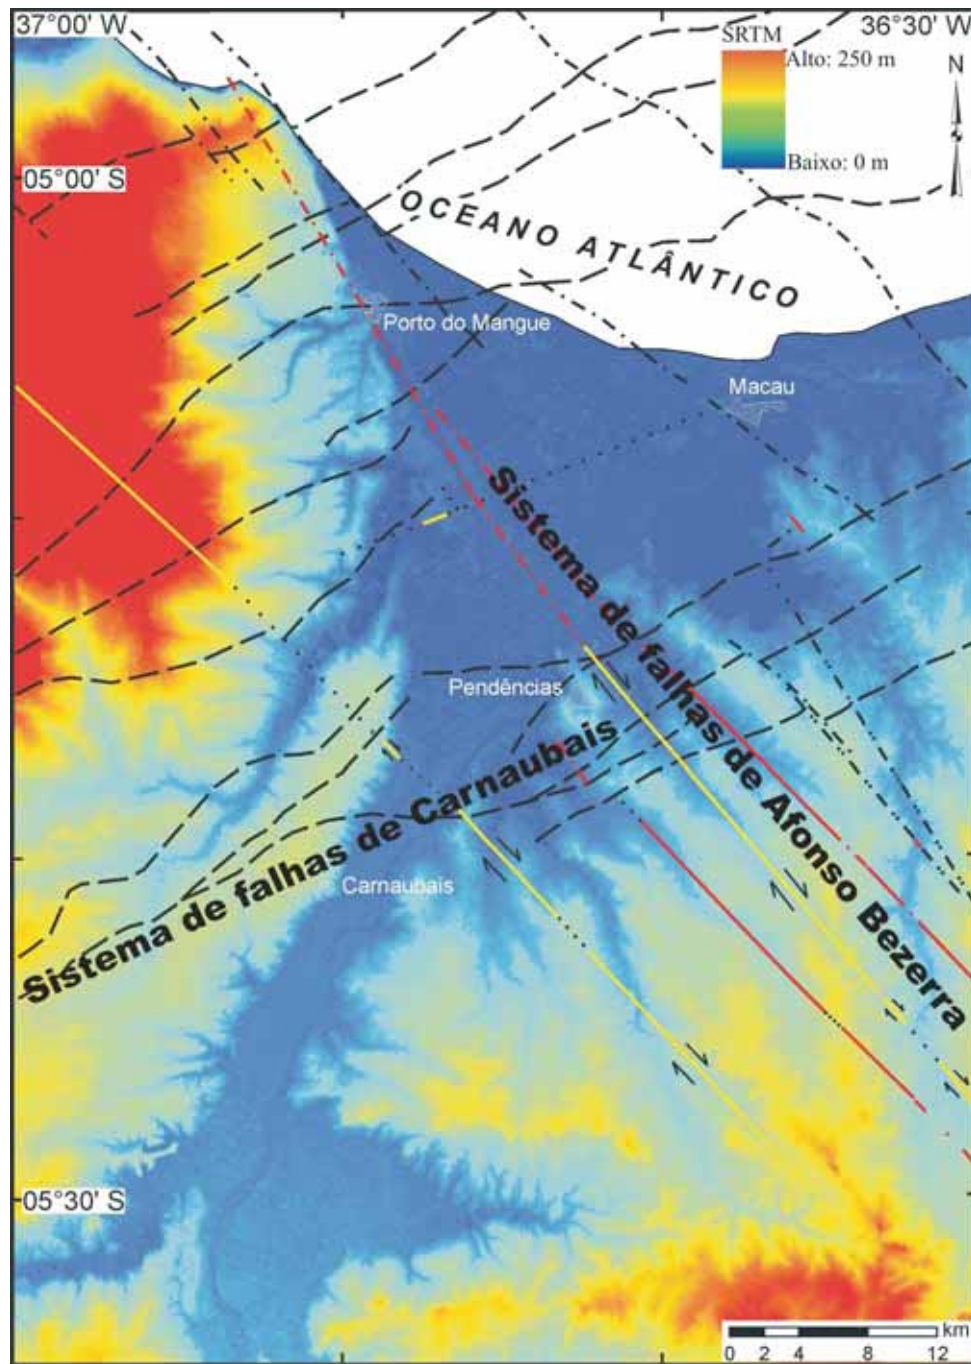 37°00' W
36°30' W
SRTM
Alto: 250 m
N
Baixo: 0 m
05°00' S
OCEANO ATLÂNTICO
Porto do Mangue
Macau
Sistema de falhas de Afonso Bezerra
Pendências
Sistema de falhas de Carnaubais
Carnaubais
05°30' S
km
0 2 4 8 12